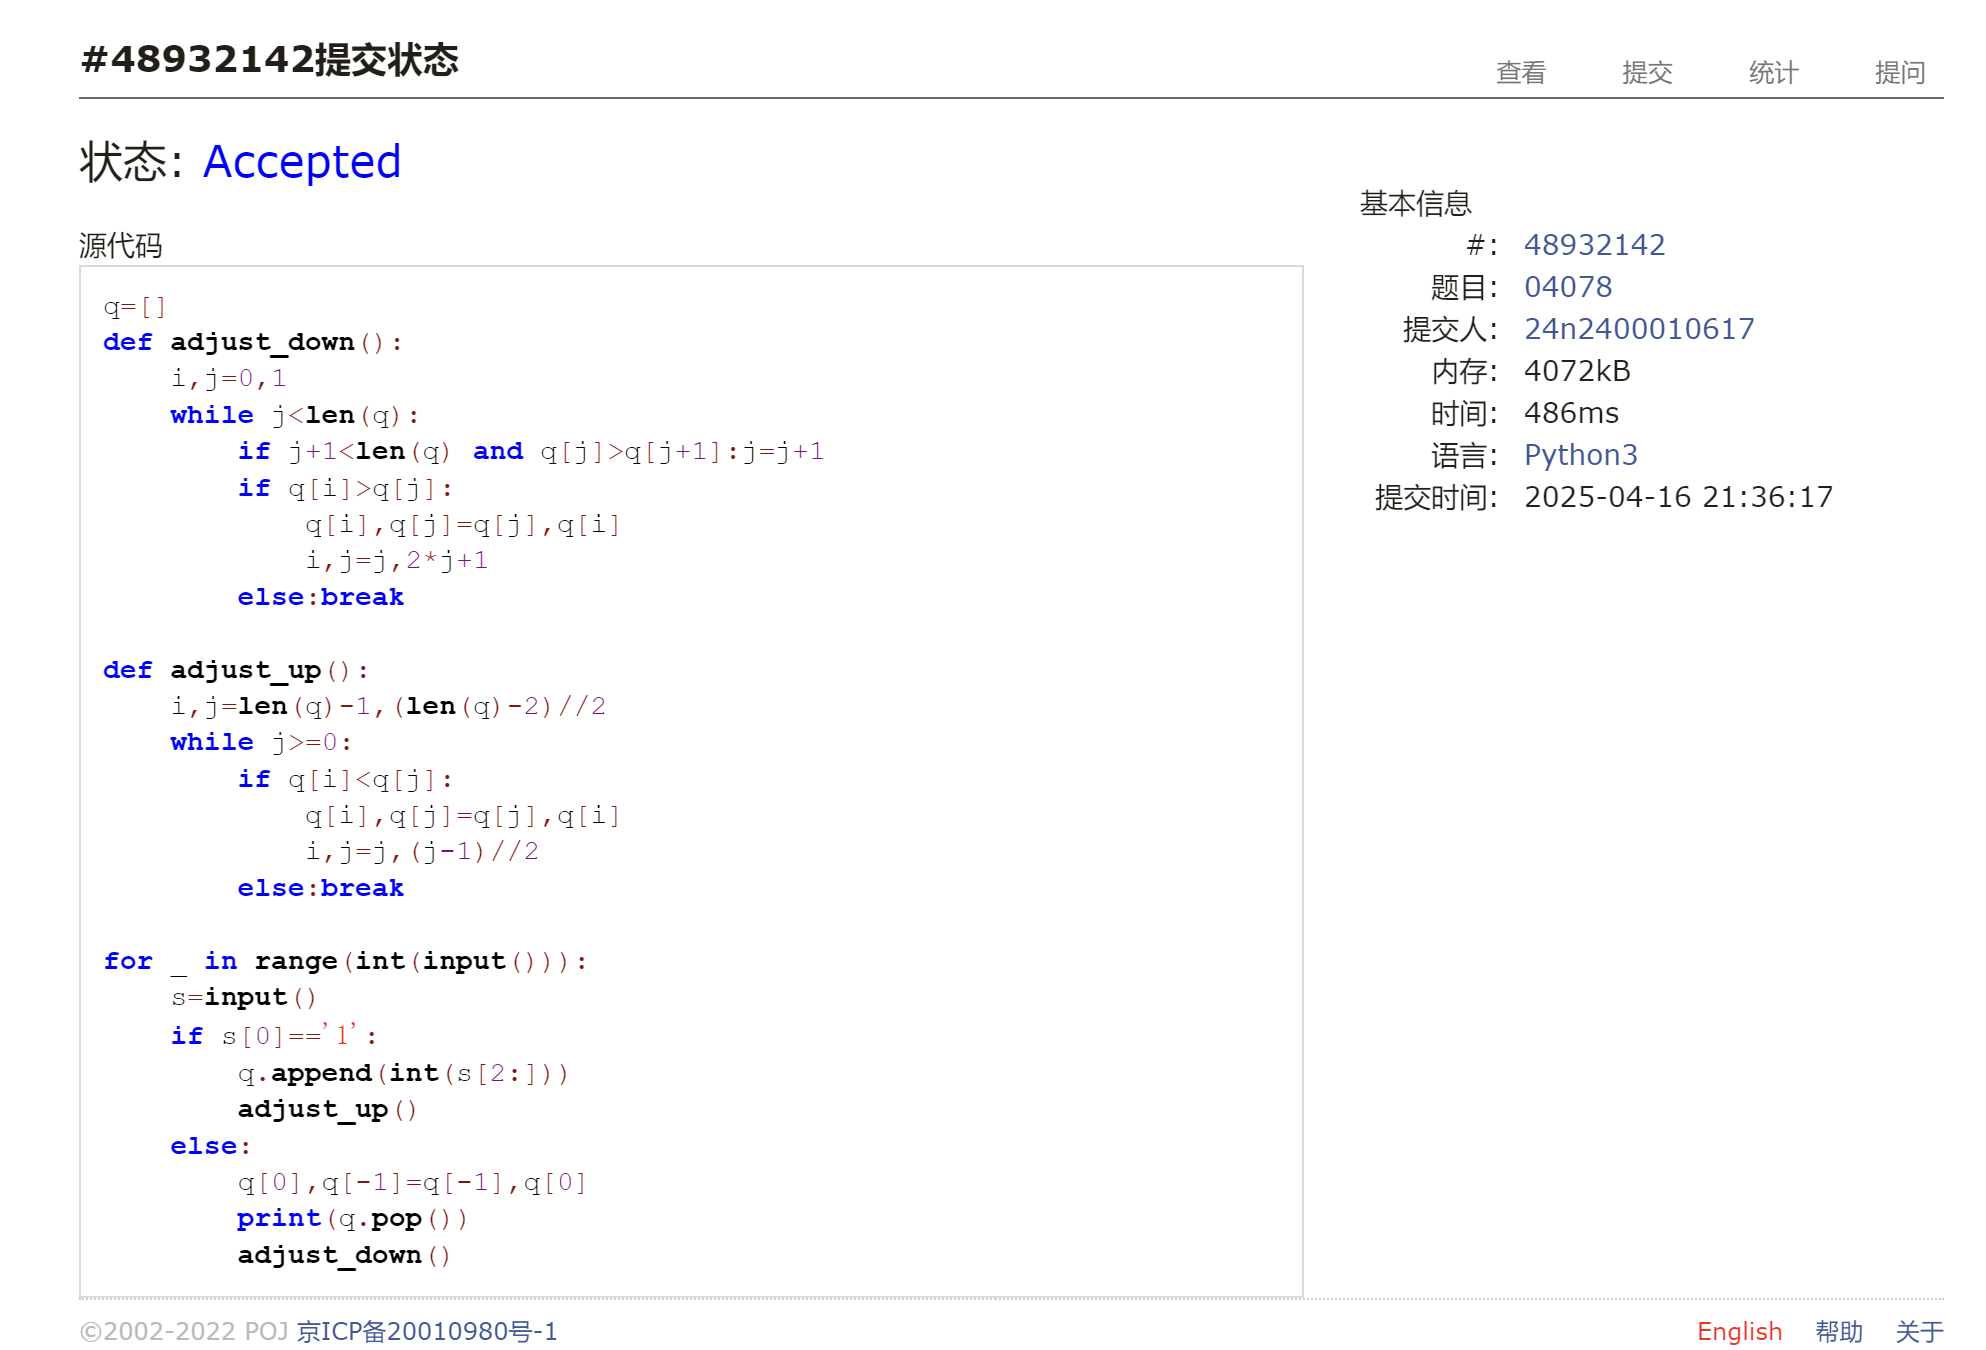 #48932142提交状态
查看 提交 统计 提问
状态: Accepted
源代码
q=[]
def adjust_down():
    i,j=0,1
    while j<len(q):
        if j+1<len(q) and q[j]>q[j+1]:j=j+1
        if q[i]>q[j]:
            q[i],q[j]=q[j],q[i]
            i,j=j,2*j+1
        else:break
def adjust_up():
    i,j=len(q)-1,(len(q)-2)//2
    while j>=0:
        if q[i]<q[j]:
            q[i],q[j]=q[j],q[i]
            i,j=j,(j-1)//2
        else:break
for _ in range(int(input())):
    s=input()
    if s[0]=='1':
        q.append(int(s[2:]))
        adjust_up()
    else:
        q[0],q[-1]=q[-1],q[0]
        print(q.pop())
        adjust_down()
基本信息
#: 48932142
题目: 04078
提交人: 24n2400010617
内存: 4072kB
时间: 486ms
语言: Python3
提交时间: 2025-04-16 21:36:17
©2002-2022 POJ 京ICP备20010980号-1
English 帮助 关于